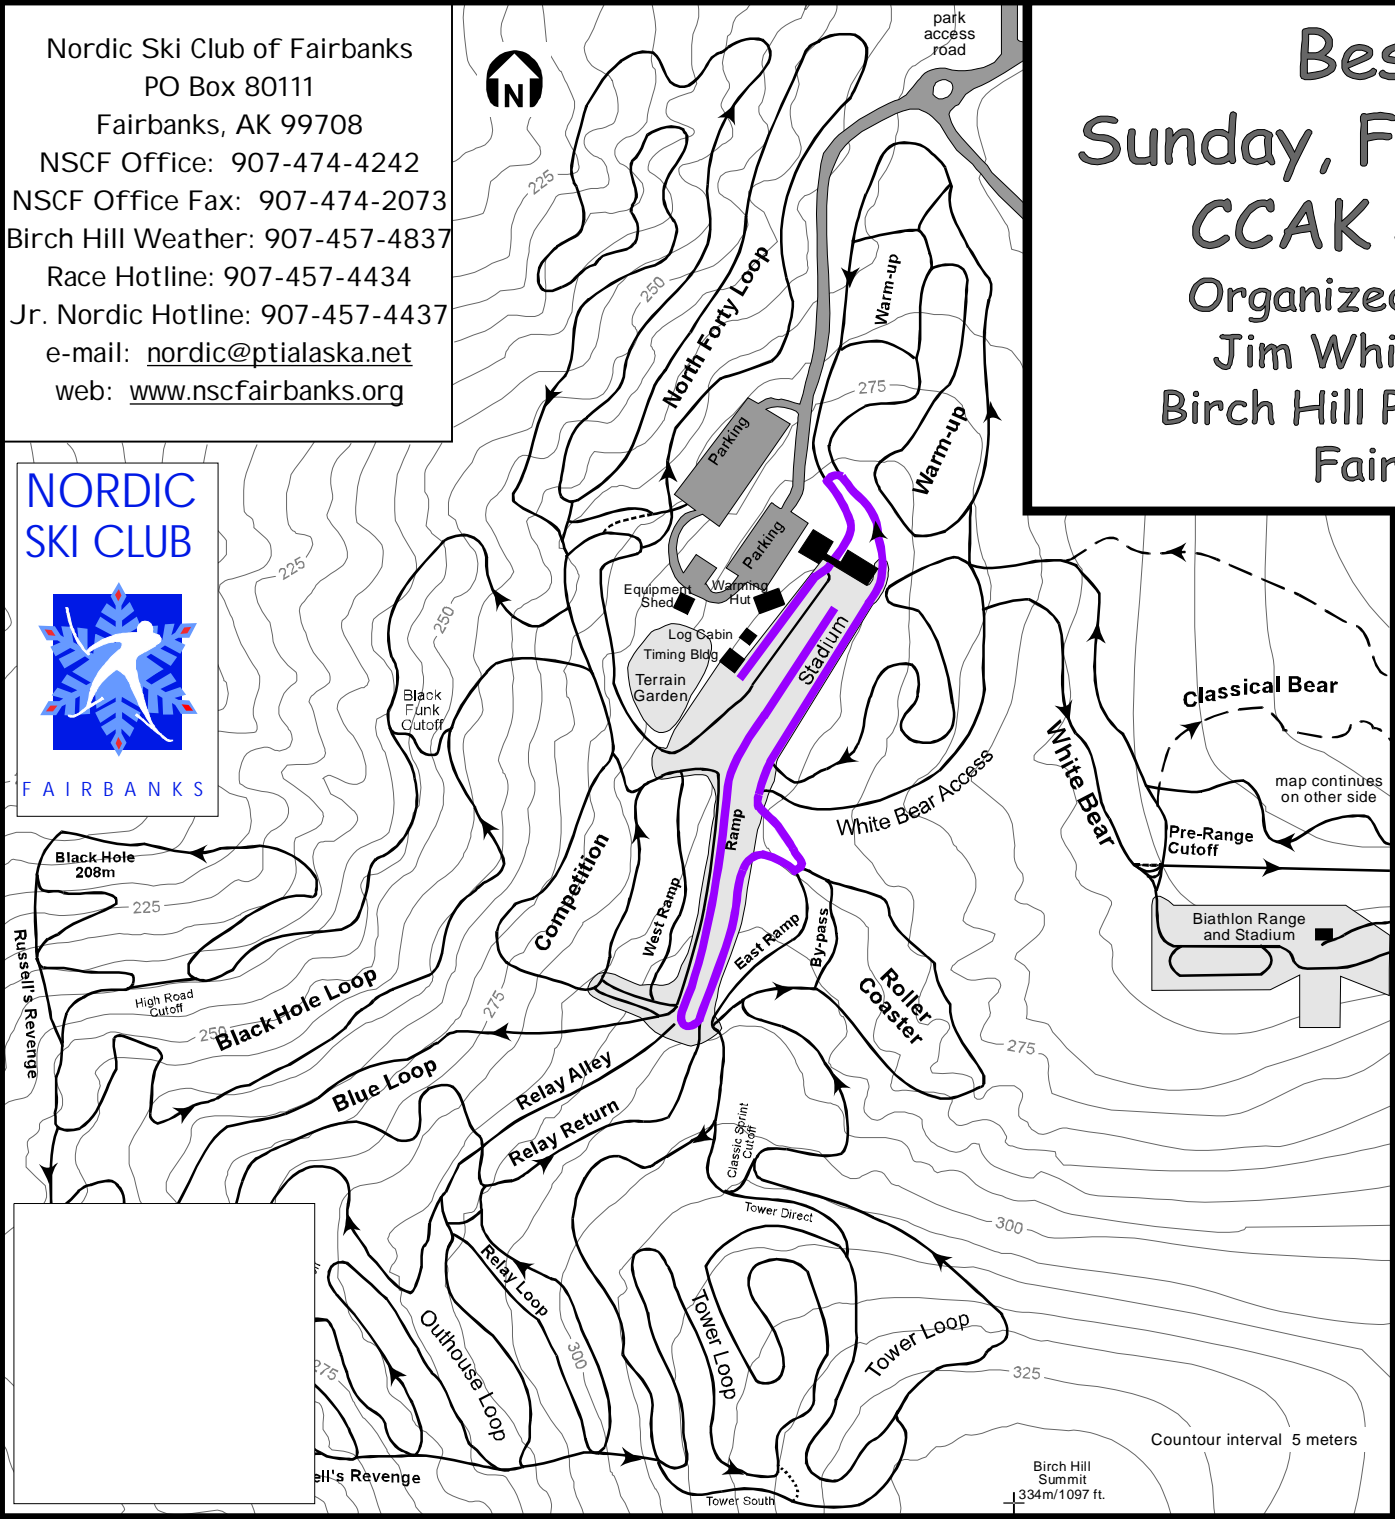 Nordic Ski Club of Fairbanks
PO Box 80111
Fairbanks, AK 99708
NSCF Office: 907-474-4242
NSCF Office Fax: 907-474-2073
Birch Hill Weather: 907-457-4837
Race Hotline: 907-457-4434
Jr. Nordic Hotline: 907-457-4437
e-mail: nordic@ptialaska.net
web: www.nscfairbanks.org
N
park
access
road
Bes
Sunday, F
CCAK
Organized
Jim Whi
Birch Hill P
Fair
NORDIC
SKI CLUB
FAIRBANKS
225
250
North Forty Loop
Warm-up
275
Warm-up
Parking
Parking
225
250
Equipment
Shed
Warming
Hut
Log Cabin
Timing Bldg
Terrain
Garden
Stadium
Black
Funk
Cutoff
Classical Bear
White Bear
map continues
on other side
White Bear Access
Ramp
Pre-Range
Cutoff
Black Hole
208m
225
Competition
West Ramp
East Ramp
By-pass
Biathlon Range
and Stadium
Russell's Revenge
High Road
Cutoff
250
Black Hole Loop
275
Roller
Coaster
275
Blue Loop
Relay Alley
Relay Return
Classic Sprint
Cutoff
Tower Direct
300
Relay Loop
Outhouse Loop
300
Tower Loop
Tower Loop
275
325
Countour interval 5 meters
ell's Revenge
Tower South
Birch Hill
Summit
334m/1097 ft.